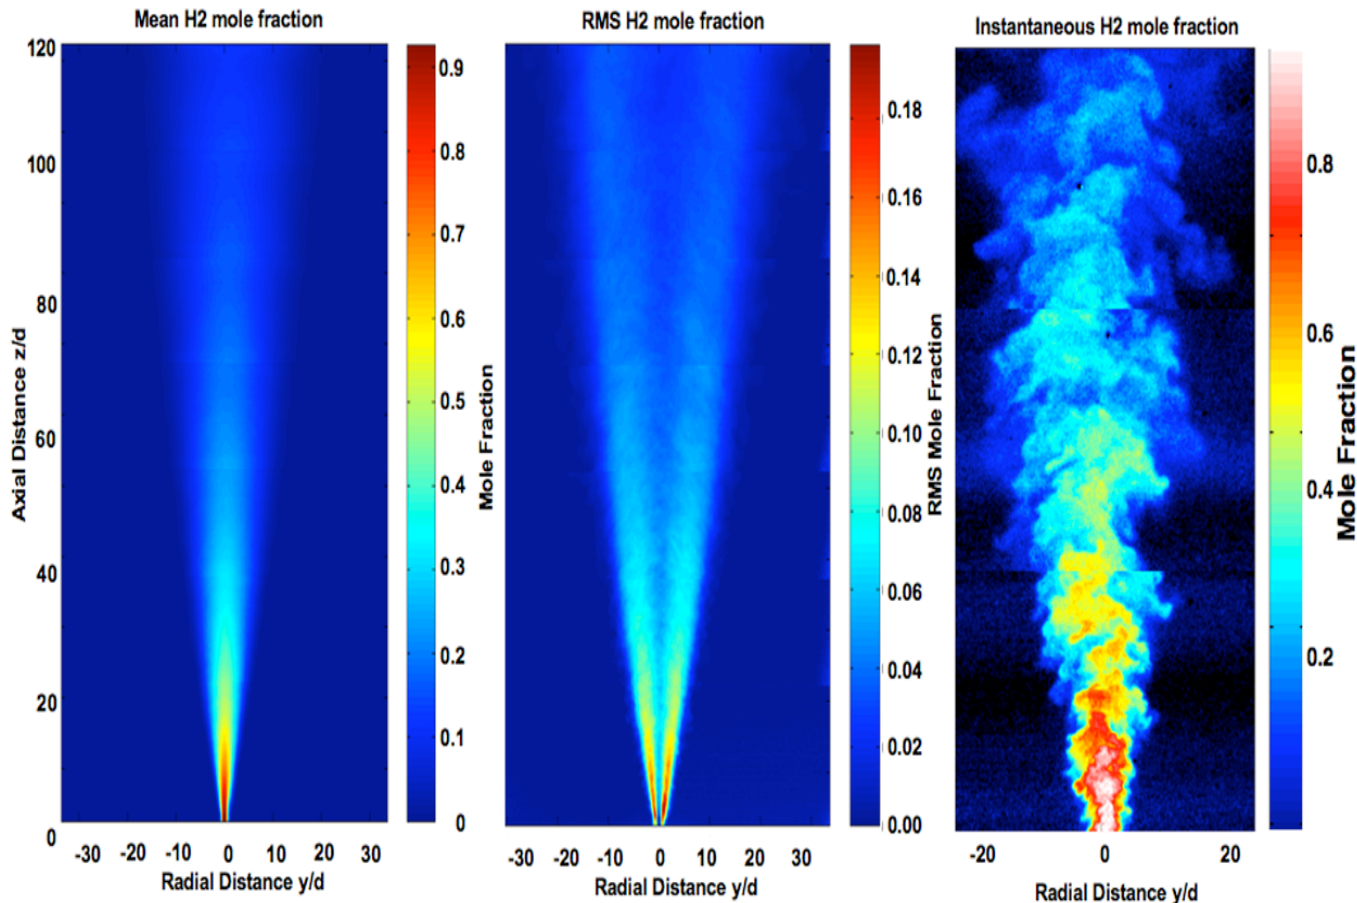 Mean H2 mole fraction
120
100
80
60
40
20
0
-30 -20 -10 0 10 20 30
Axial Distance z/d
Radial Distance y/d
0.9
0.8
0.7
0.6
0.5
0.4
0.3
0.2
0.1
0
Mole Fraction
RMS H2 mole fraction
-30 -20 -10 0 10 20 30
Radial Distance y/d
0.18
0.16
0.14
0.12
0.10
0.08
0.06
0.04
0.02
0.00
RMS Mole Fraction
Instantaneous H2 mole fraction
-20 0 20
Radial Distance y/d
0.8
0.6
0.4
0.2
Mole Fraction